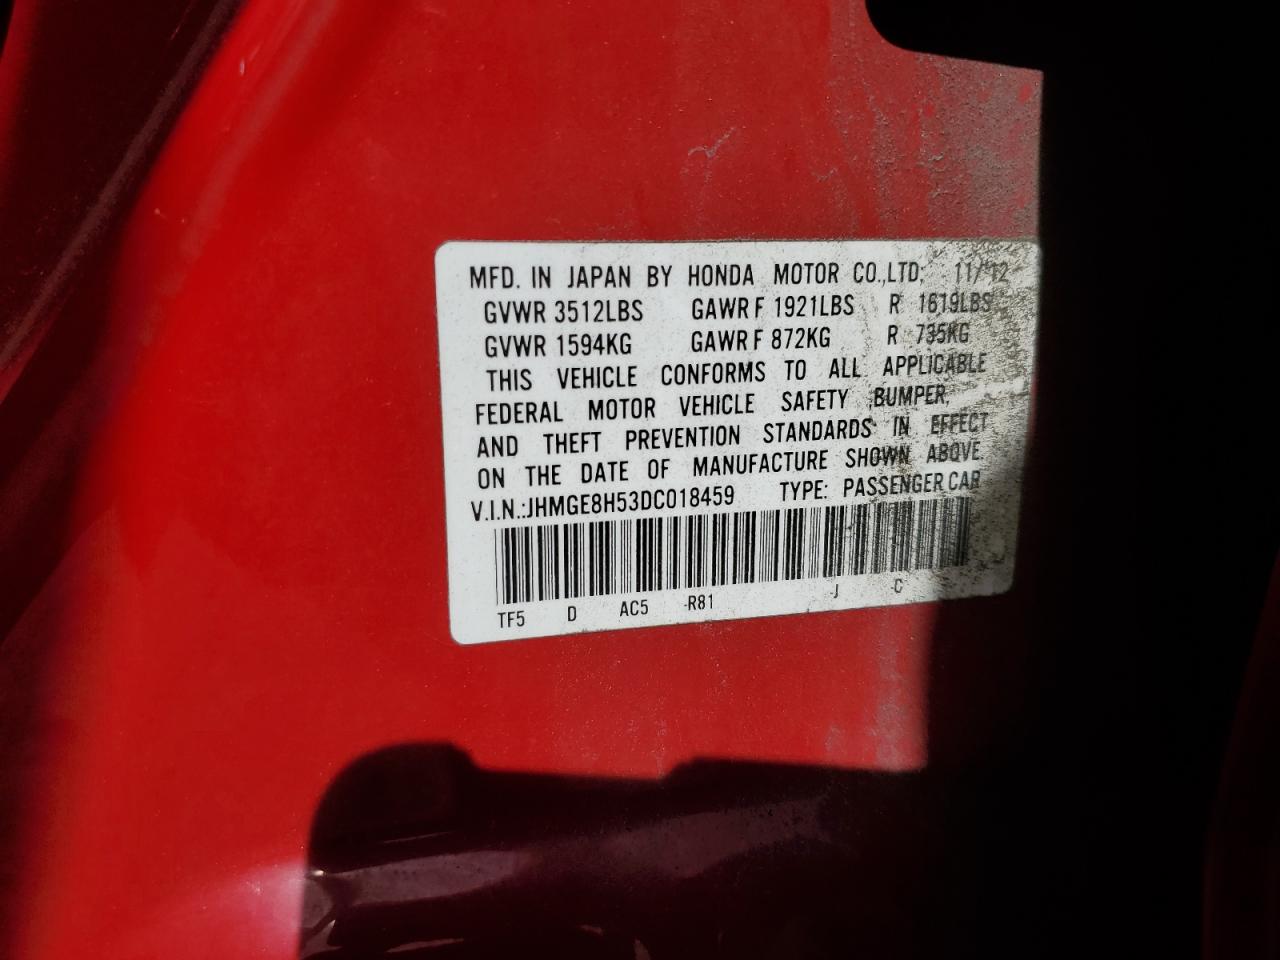 MFD. IN JAPAN BY HONDA MOTOR CO.,LTD; 11/12
GVWR 3512LBS GAWR F 1921LBS R 1619LBS
GVWR 1594KG GAWR F 872KG R 735KG
THIS VEHICLE CONFORMS TO ALL APPLICABLE
FEDERAL MOTOR VEHICLE SAFETY BUMPER,
AND THEFT PREVENTION STANDARDS IN EFFECT
ON THE DATE OF MANUFACTURE SHOWN ABOVE.
V.I.N.:JHMGE8H53DC018459 TYPE: PASSENGER CAR
TF5 D AC5 -R81 -J -C